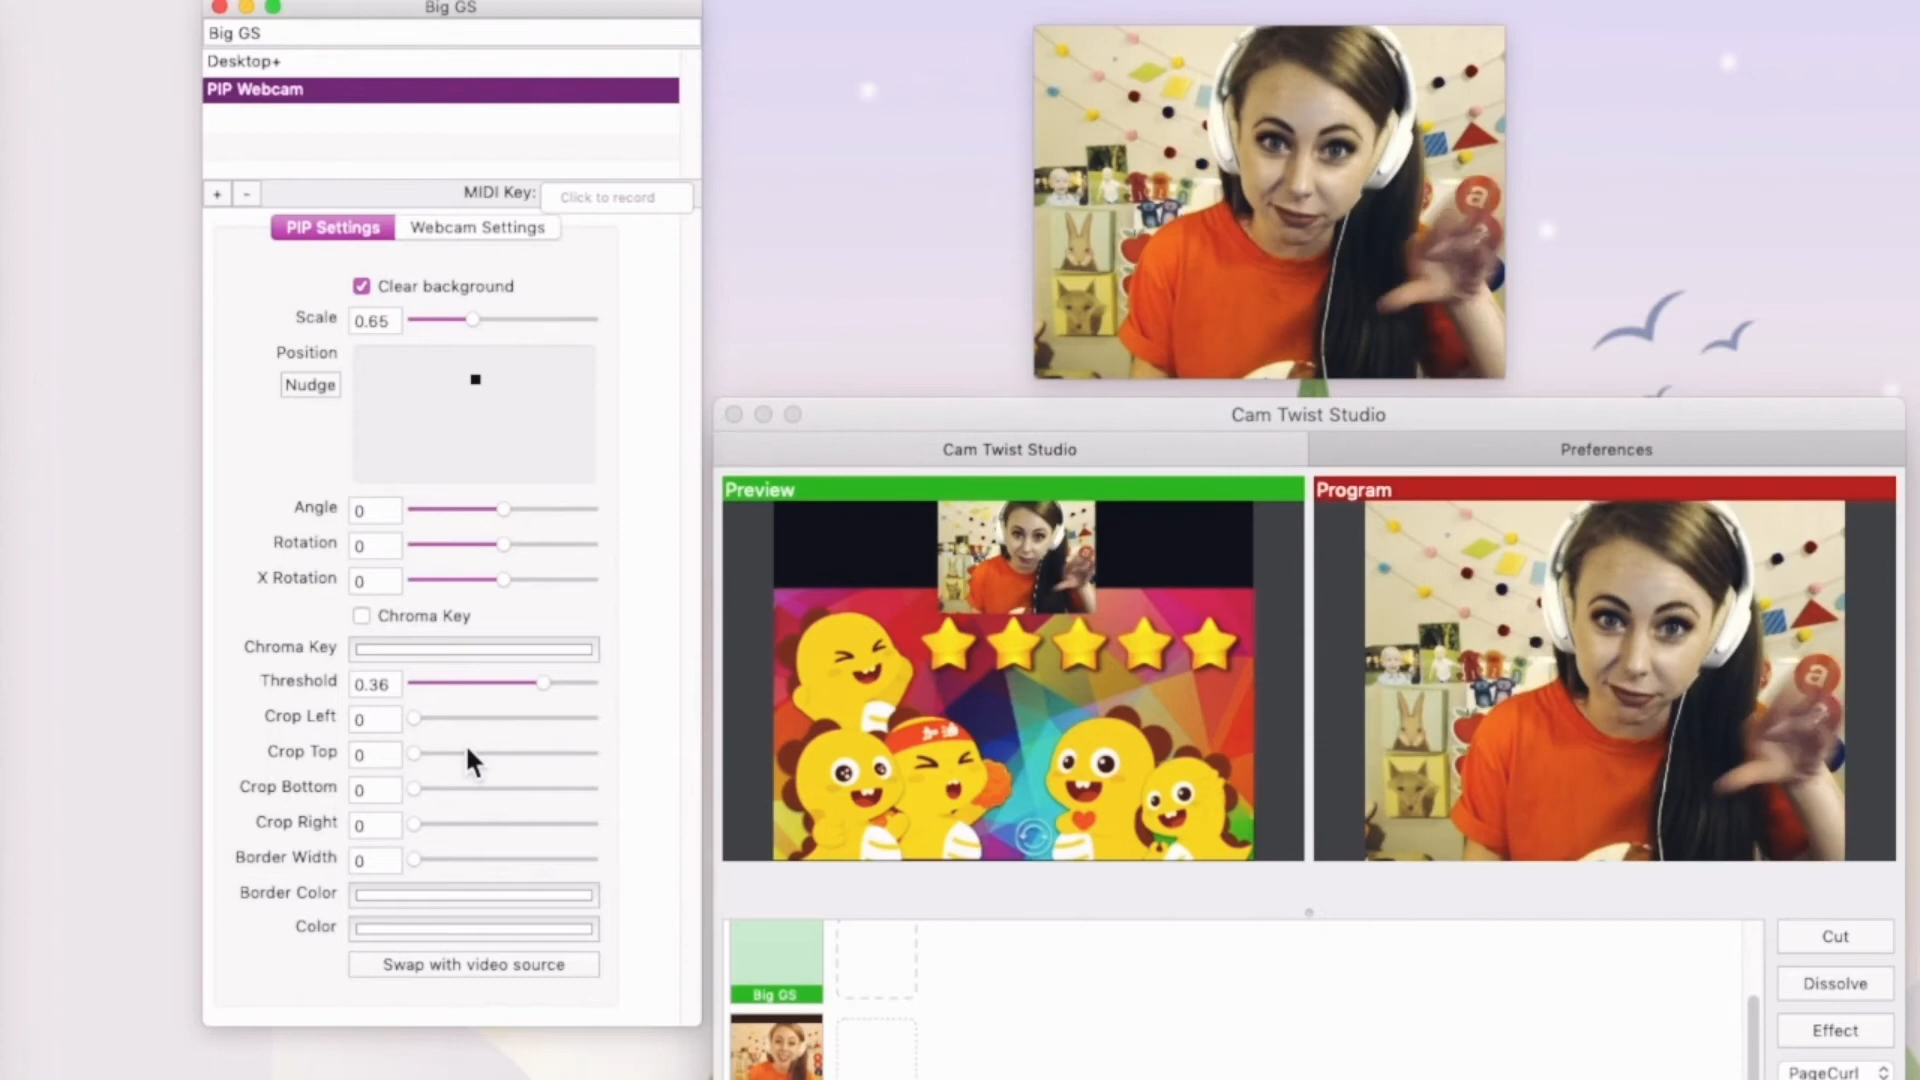 Big GS
Big GS
Desktop+
PIP Webcam
+ -
MIDI Key: Click to record
PIP Settings Webcam Settings
Clear background
Scale 0.65
Position
Nudge
Angle 0
Rotation 0
X Rotation 0
Chroma Key
Chroma Key
Threshold 0.36
Crop Left 0
Crop Top 0
Crop Bottom 0
Crop Right 0
Border Width 0
Border Color
Color
Swap with video source
a
Cam Twist Studio
Cam Twist Studio Preferences
Preview
加油
Program
a
Big GS
Cut
Dissolve
Effect
PageCurl